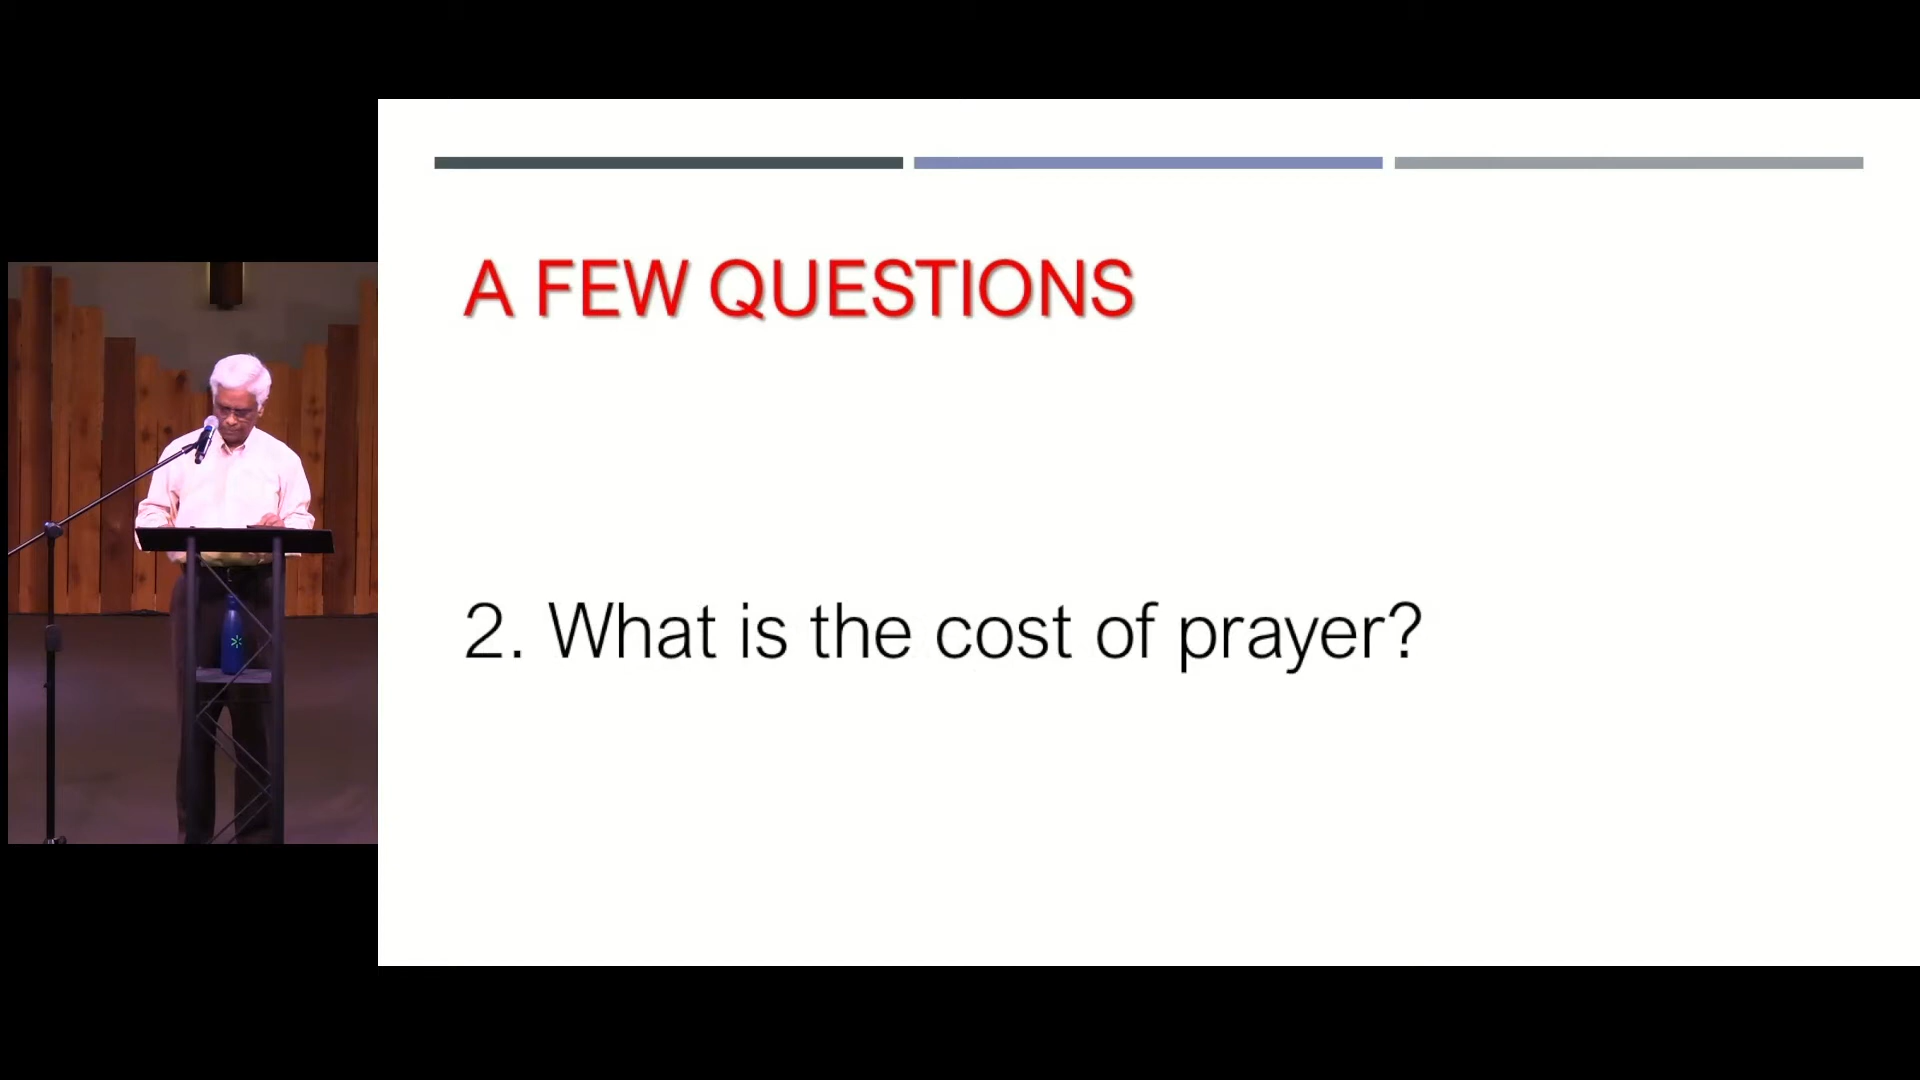 A FEW QUESTIONS
2. What is the cost of prayer?